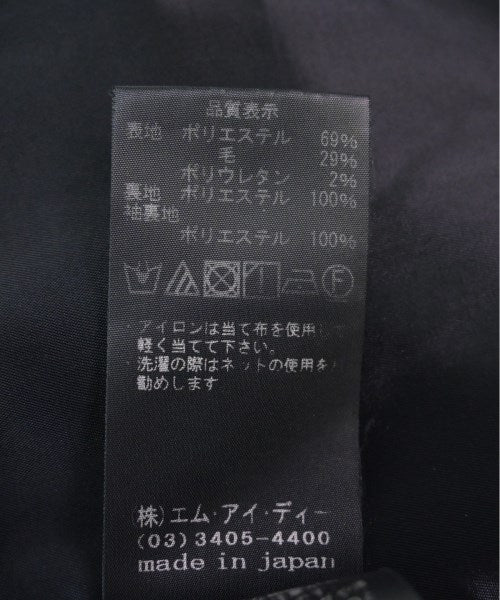 品質表示
表地 ポリエステル 69%
毛 29%
ポリウレタン 2%
裏地 ポリエステル 100%
袖裏地
ポリエステル 100%
F
・アイロンは当て布を使用して
軽く当てて下さい。
・洗濯の際はネットの使用をお
勧めします
株)エム・アイ・ディー
(03) 3405-4400
made in japan